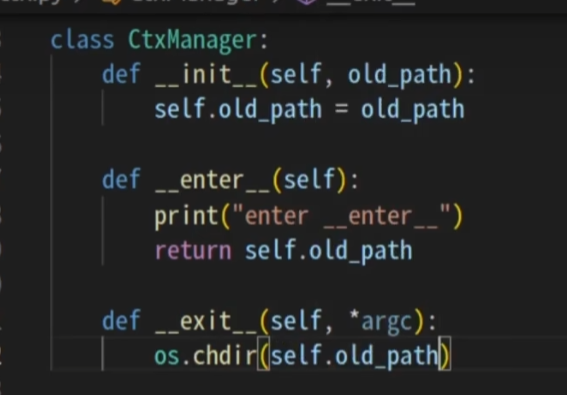 class CtxManager:
def __init__(self, old_path):
self.old_path = old_path
def __enter__(self):
print("enter __enter__")
return self.old_path
def __exit__(self, *argc):
os.chdir(self.old_path)